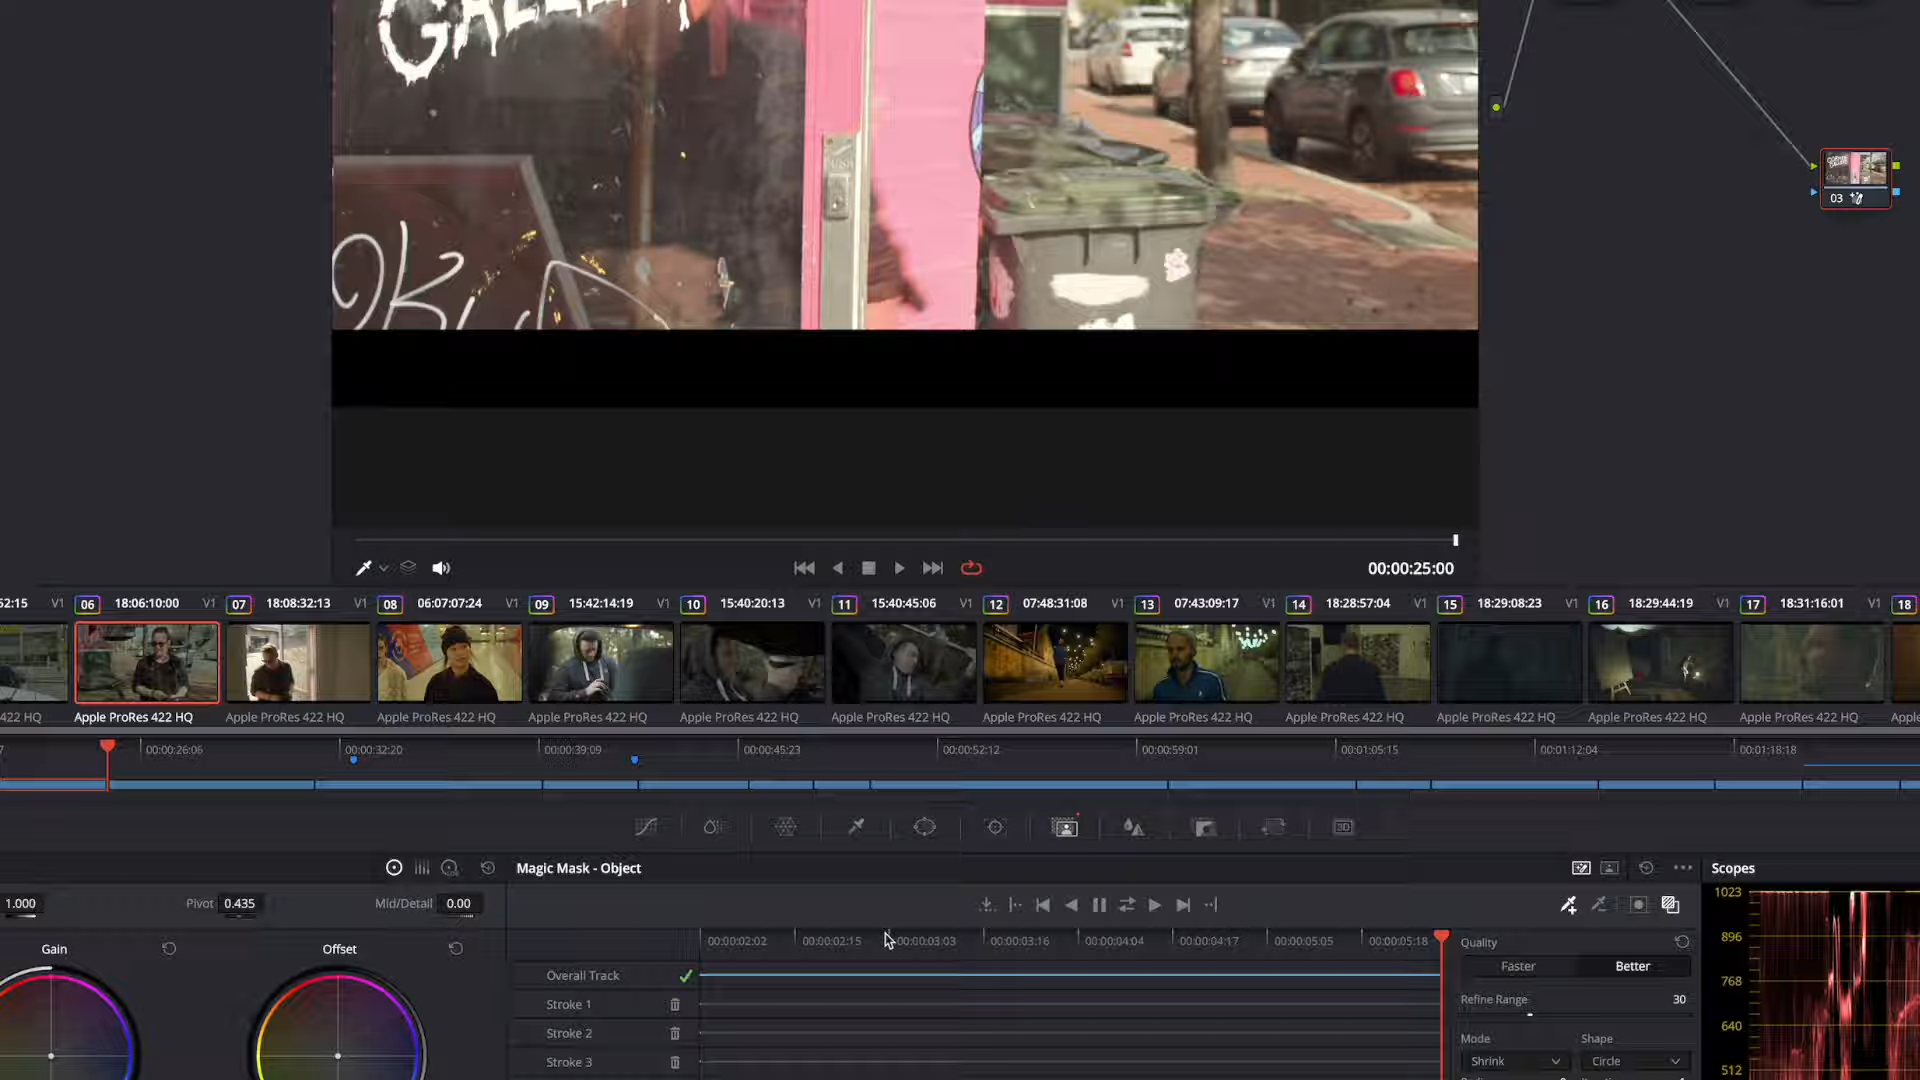 GALLERY
PUSH
03
00:00:25:00
52:15 V1 06 18:06:10:00 V1 07 18:08:32:13 V1 08 06:07:07:24 V1 09 15:42:14:19 V1 10 15:40:20:13 V1 11 15:40:45:06 V1 12 07:48:31:08 V1 13 07:43:09:17 V1 14 18:28:57:04 V1 15 18:29:08:23 V1 16 18:29:44:19 V1 17 18:31:16:01 V1 18
422 HQ Apple ProRes 422 HQ Apple ProRes 422 HQ Apple ProRes 422 HQ Apple ProRes 422 HQ Apple ProRes 422 HQ Apple ProRes 422 HQ Apple ProRes 422 HQ Apple ProRes 422 HQ Apple ProRes 422 HQ Apple ProRes 422 HQ Apple ProRes 422 HQ Apple ProRes 422 HQ Apple
7 00:00:26:06 00:00:32:20 00:00:39:09 00:00:45:23 00:00:52:12 00:00:59:01 00:01:05:15 00:01:12:04 00:01:18:18
3D
Magic Mask - Object
Scopes
1.000 Pivot 0.435 Mid/Detail 0.00
Gain Offset
00:00:02:02 00:00:02:15 00:00:03:03 00:00:03:16 00:00:04:04 00:00:04:17 00:00:05:05 00:00:05:18
Overall Track
Stroke 1
Stroke 2
Stroke 3
Quality
Faster Better
Refine Range 30
Mode Shape
Shrink Circle
1023
896
768
640
512